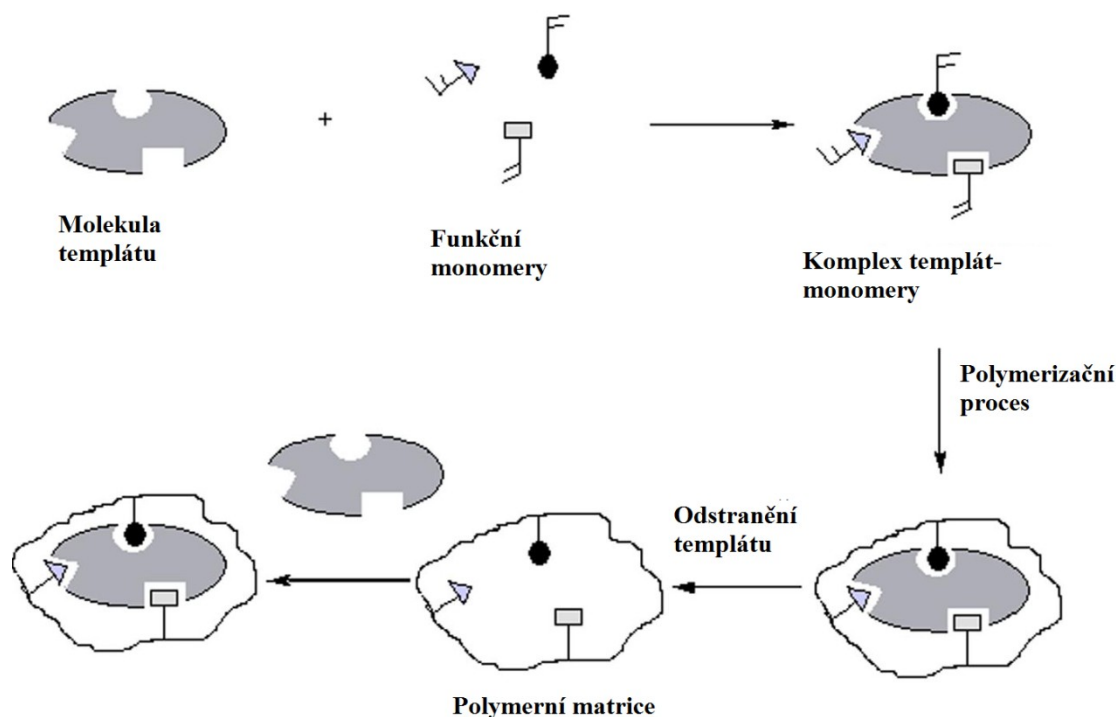 Molekula
templátu
+
Funkční
monomery
Komplex templát-
monomery
Polymerizační
proces
Odstranění
templátu
Polymerní matrice